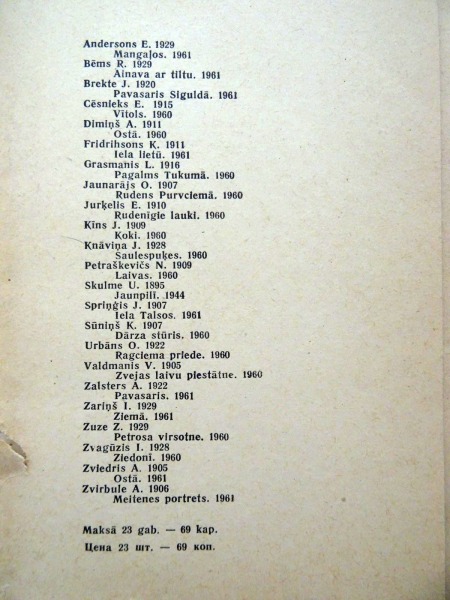 Andersons E. 1929
Mangaļos. 1961
Bēms R. 1929
Ainava ar tiltu. 1961
Brekte J. 1920
Pavasaris Siguldā. 1961
Cēsnieks E. 1915
Vītols. 1960
Dimiņš A. 1911
Ostā. 1960
Fridrihsons K. 1911
Iela lietū. 1961
Grasmanis L. 1916
Pagalms Tukumā. 1960
Jaunarājs O. 1907
Rudens Purvciemā. 1960
Jurķelis E. 1910
Rudenīgie lauki. 1960
Kīns J. 1909
Koki. 1960
Knāviņa J. 1928
Saulespuķes. 1960
Petraškevičs N. 1909
Laivas. 1960
Skulme U. 1895
Jaunpilī. 1944
Spriņģis J. 1907
Iela Talsos. 1961
Sūniņš K. 1907
Dārza stūris. 1960
Urbāns O. 1922
Ragciema priede. 1960
Valdmanis V. 1905
Zvejas laivu piestātne. 1960
Zalsters A. 1922
Pavasaris. 1961
Zariņš I. 1929
Ziemā. 1961
Zuze Z. 1929
Petrosa virsotne. 1960
Zvagūzis I. 1928
Ziedonī. 1960
Zviedris A. 1905
Ostā. 1961
Zvirbule A. 1906
Meitenes portrets. 1961
Maksā 23 gab. — 69 kap.
Цена 23 шт. — 69 коп.